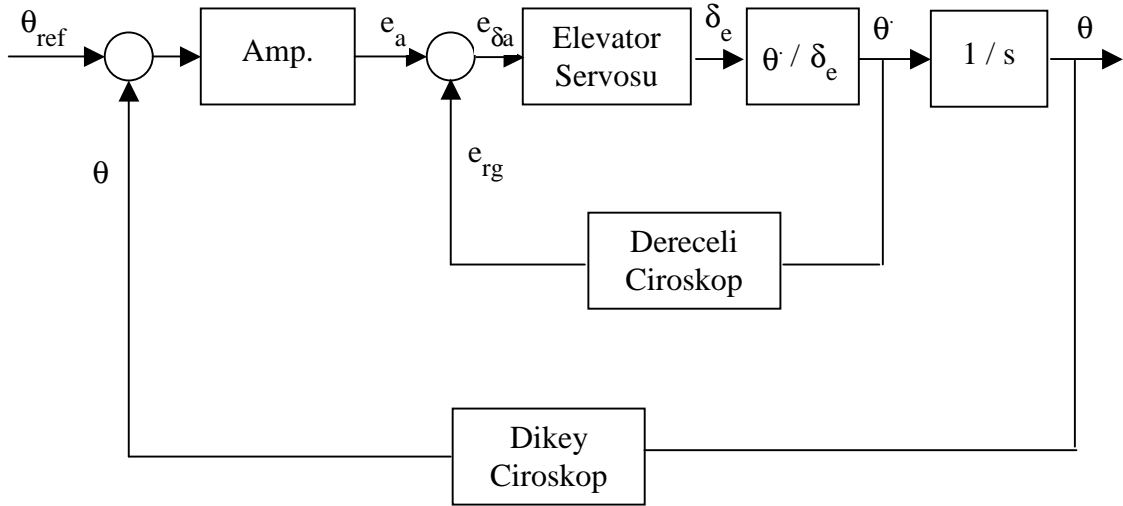 θref
Amp.
ea
eδa
Elevator
Servosu
δe
θ· / δe
θ·
1 / s
θ
θ
erg
Dereceli
Ciroskop
Dikey
Ciroskop